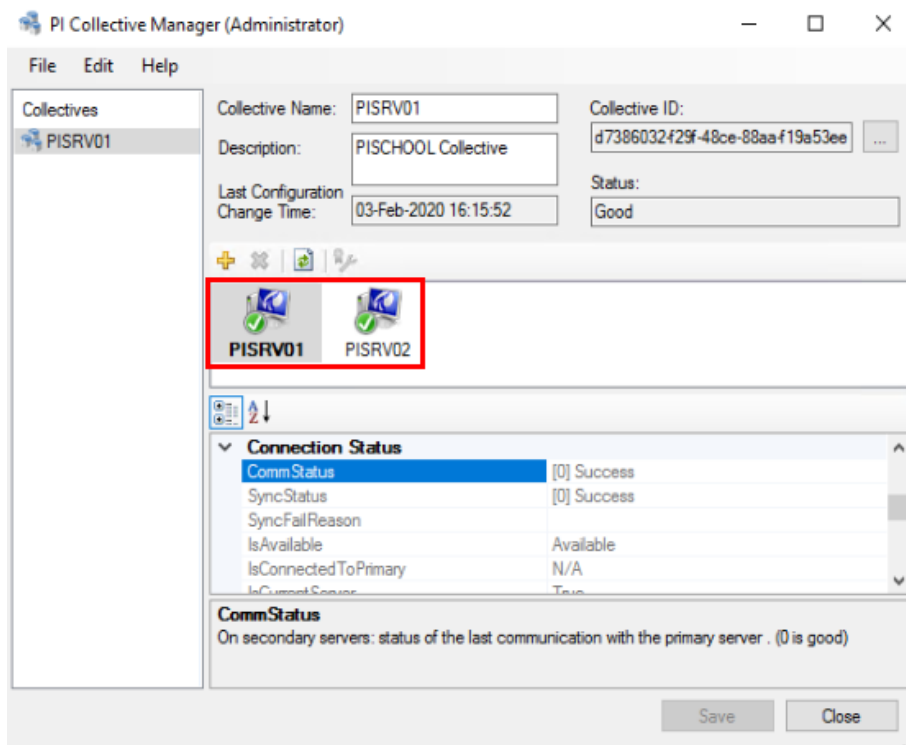 PI Collective Manager (Administrator)
File Edit Help
Collectives
PISRV01
Collective Name: PISRV01
Description: PISCHOOL Collective
Last Configuration
Change Time: 03-Feb-2020 16:15:52
Collective ID:
d7386032-f29f-48ce-88aa-f19a53ee
...
Status:
Good
PISRV01 PISRV02
Connection Status
CommStatus [0] Success
SyncStatus [0] Success
SyncFailReason
IsAvailable Available
IsConnectedToPrimary N/A
IsCurrentServer True
CommStatus
On secondary servers: status of the last communication with the primary server . (0 is good)
Save Close